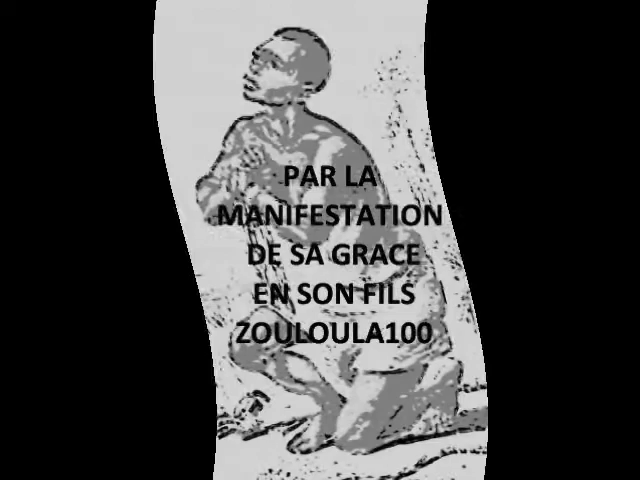 PAR LA
MANIFESTATION
DE SA GRACE
EN SON FILS
ZOULOULA100